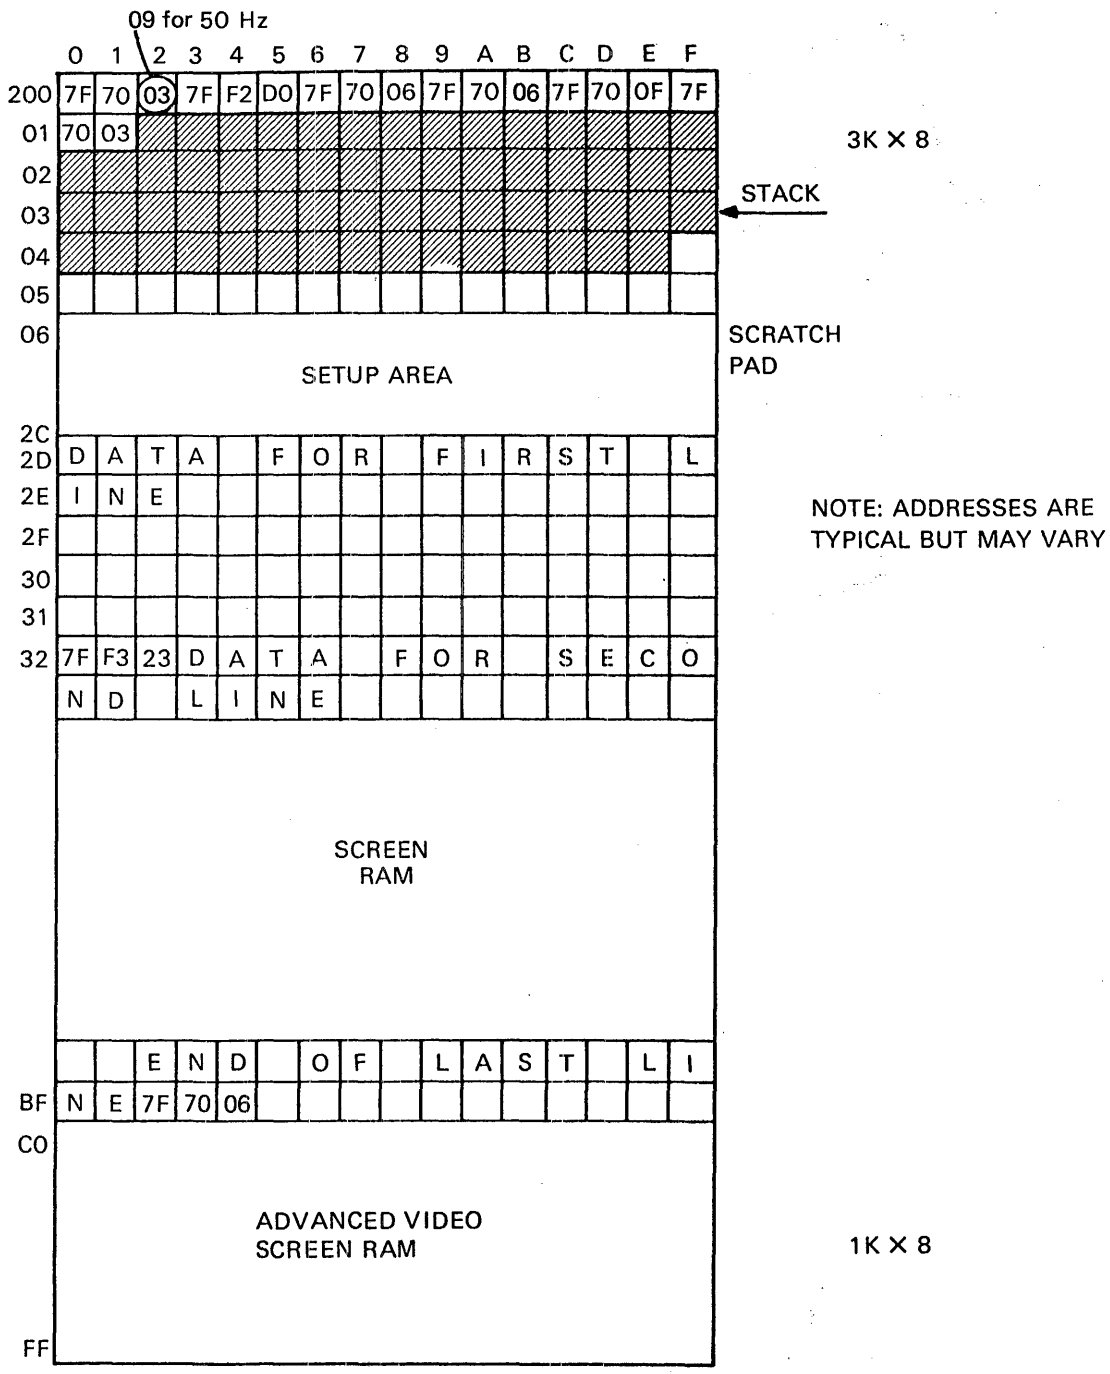 09 for 50 Hz
0 1 2 3 4 5 6 7 8 9 A B C D E F
200 7F 70 03 7F F2 D0 7F 70 06 7F 70 06 7F 70 0F 7F
01 70 03
3K X 8
02
STACK
03
04
05
06
SCRATCH
PAD
SETUP AREA
2C
2D D A T A F O R F I R S T L
2E I N E
NOTE: ADDRESSES ARE
TYPICAL BUT MAY VARY
2F
30
31
32 7F F3 23 D A T A F O R S E C O
N D L I N E
SCREEN
RAM
E N D O F L A S T L I
BF N E 7F 70 06
C0
ADVANCED VIDEO
SCREEN RAM
1K X 8
FF